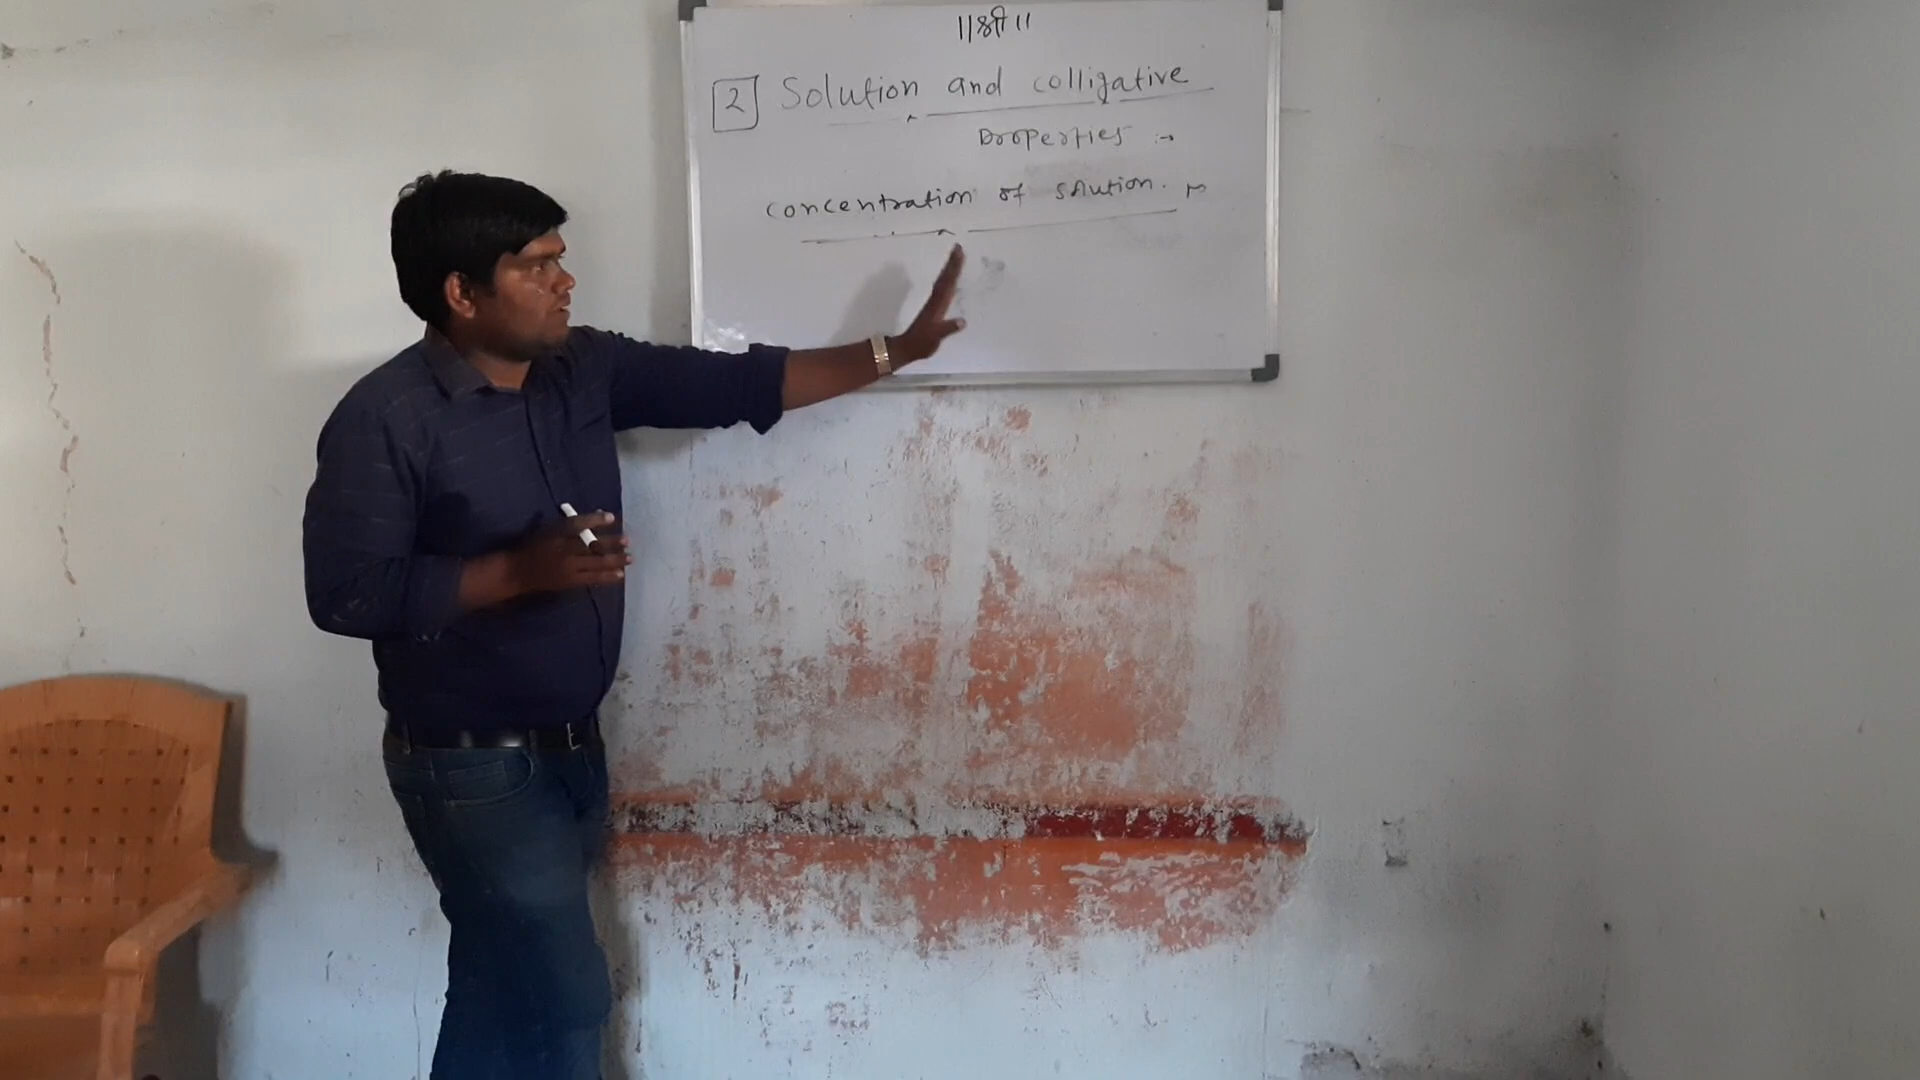 ॥श्री॥
2 Solution and colligative
properties :→
concentration of solution. :→